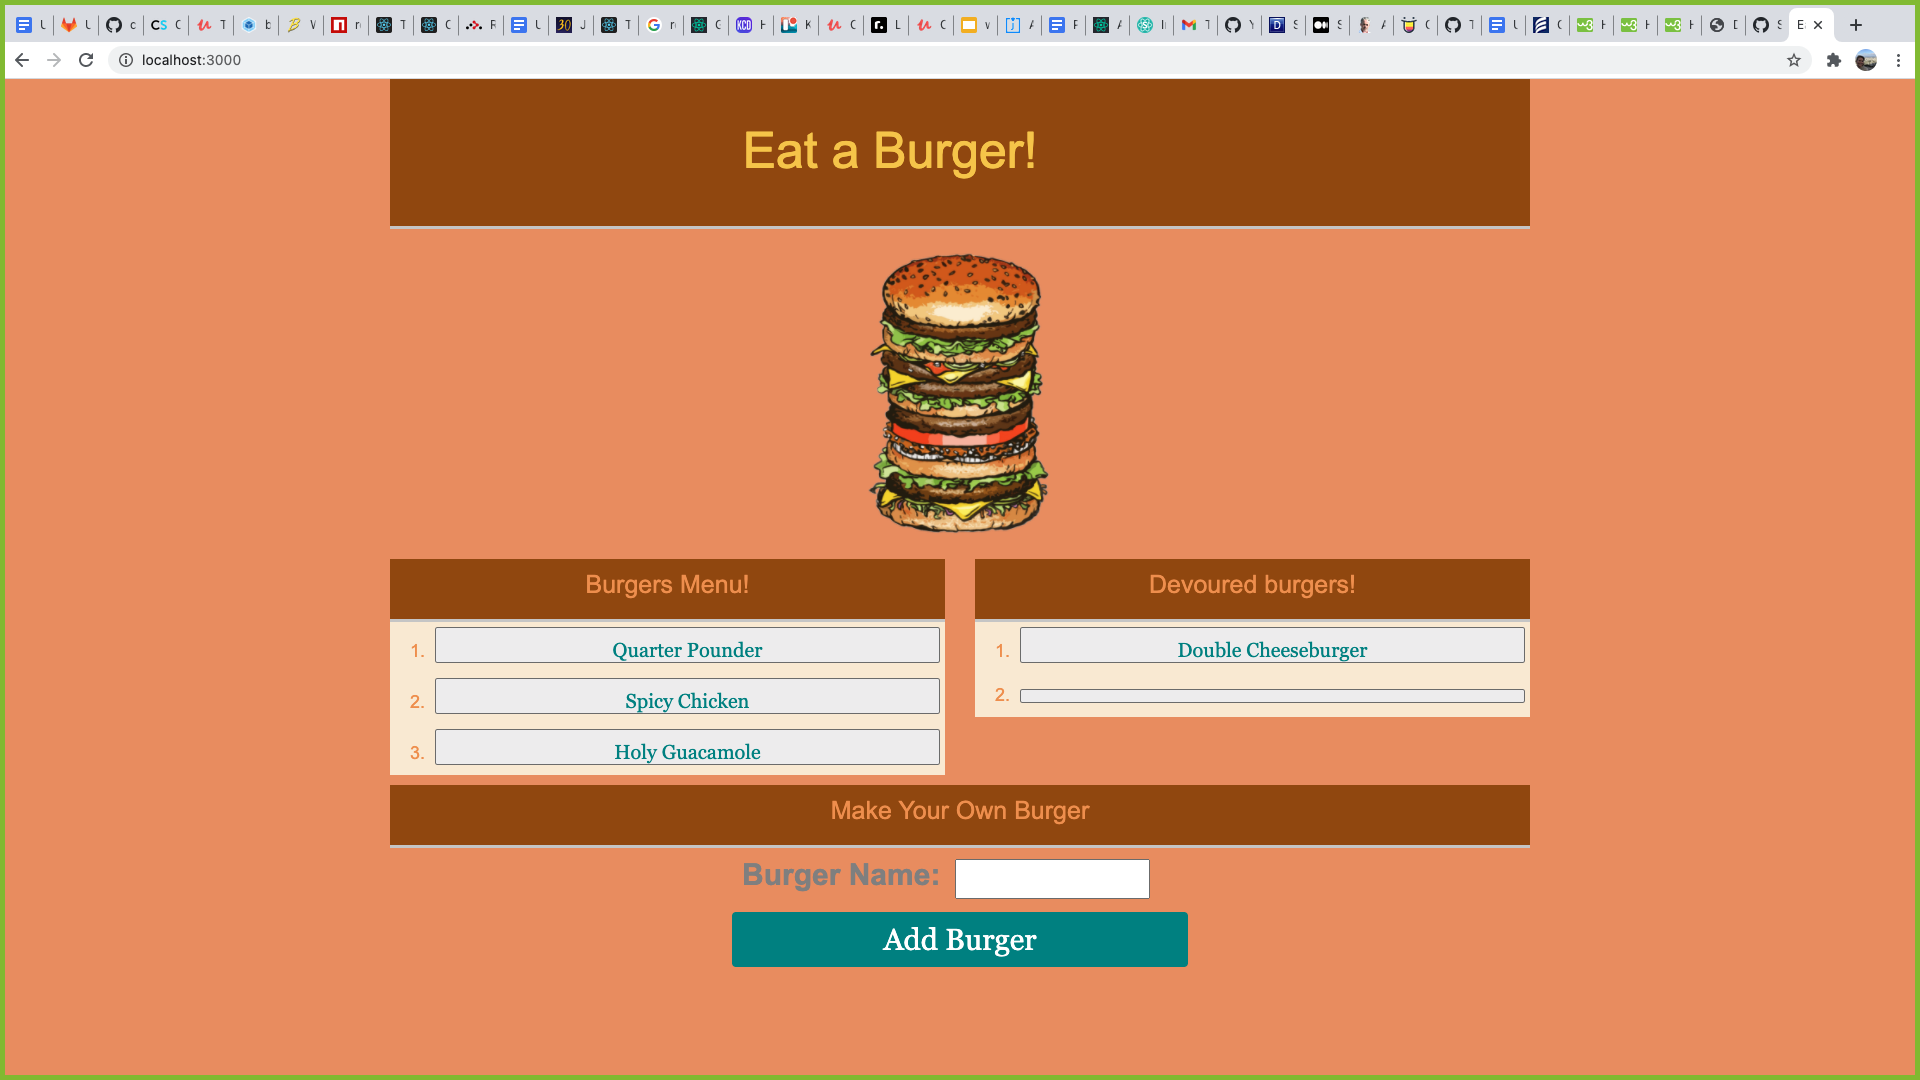 localhost:3000
Eat a Burger!
Burgers Menu!
1. Quarter Pounder
2. Spicy Chicken
3. Holy Guacamole
Devoured burgers!
1. Double Cheeseburger
2.
Make Your Own Burger
Burger Name:
Add Burger